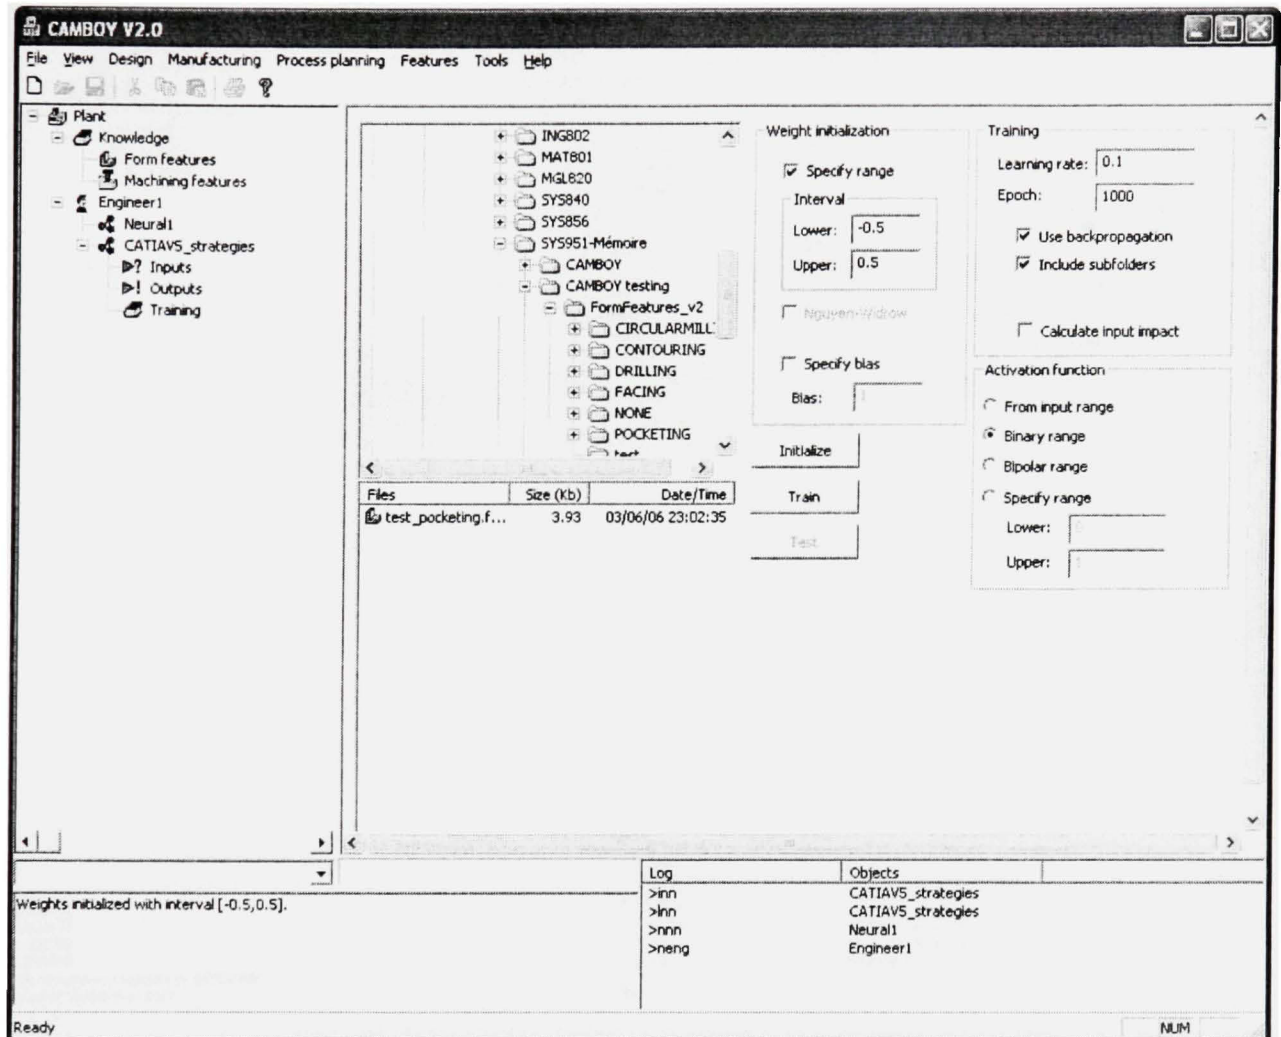 CAMBOY V2.0
File View Design Manufacturing Process planning Features Tools Help
Plant
Knowledge
Form features
Machining features
Engineer1
Neural1
CATIAV5_strategies
Inputs
Outputs
Training
ING802
MAT801
MGL820
SYS840
SYS856
SYS951-Mémoire
CAMBOY
CAMBOY testing
FormFeatures_v2
CIRCULARMILL
CONTOURING
DRILLING
FACING
NONE
POCKETING
test
Files Size (Kb) Date/Time
test_pocketing.f... 3.93 03/06/06 23:02:35
Weight initialization
Specify range
Interval
Lower: -0.5
Upper: 0.5
Nguyen-Widrow
Specify bias
Bias: 1
Initialize
Train
Test
Training
Learning rate: 0.1
Epoch: 1000
Use backpropagation
Include subfolders
Calculate input impact
Activation function
From input range
Binary range
Bipolar range
Specify range
Lower:
Upper:
Weights initialized with interval [-0.5,0.5].
Log Objects
>inn CATIAV5_strategies
>lnn CATIAV5_strategies
>nnn Neural1
>neng Engineer1
Ready NUM